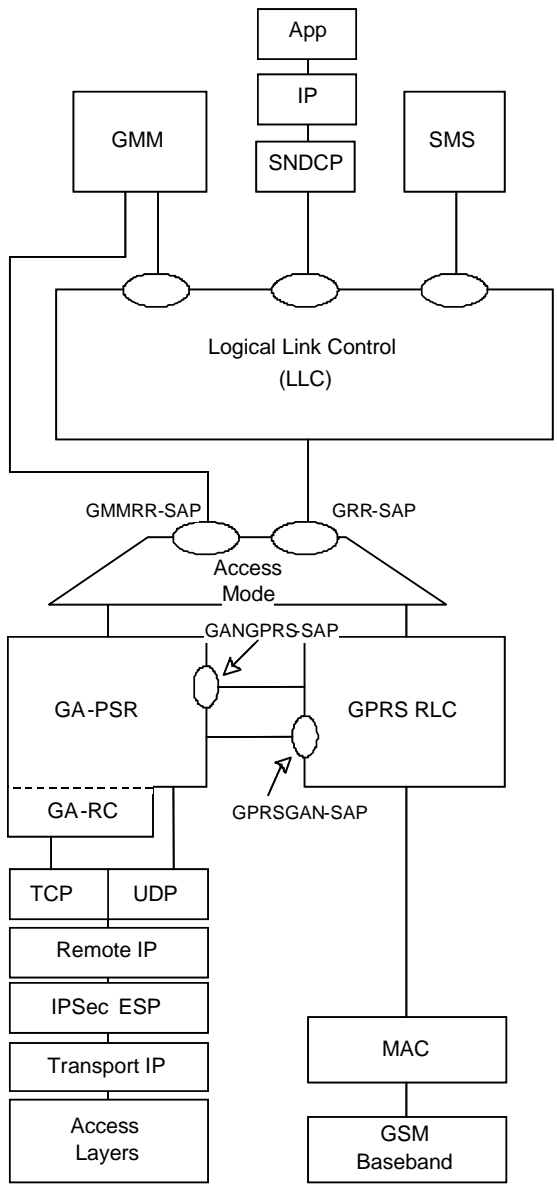 App
IP
GMM
SMS
SNDCP
Logical Link Control
(LLC)
GMMRR-SAP
GRR-SAP
Access
Mode
GANGPRS-SAP
GA-PSR
GPRS RLC
GA-RC
GPRSGAN-SAP
TCP
UDP
Remote IP
IPSec ESP
Transport IP
MAC
Access
Layers
GSM
Baseband